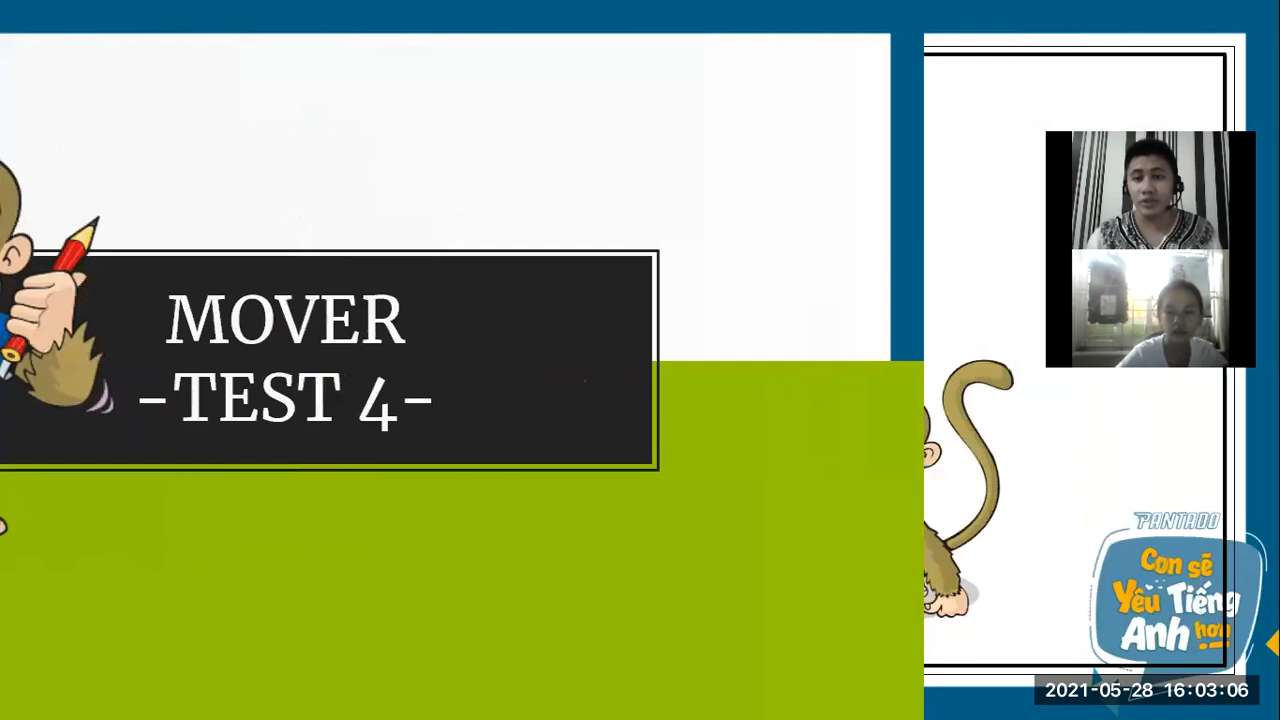 MOVER
-TEST 4-
PANTADO
Con sẽ
Yêu Tiếng
Anh hơn
2021-05-28 16:03:06